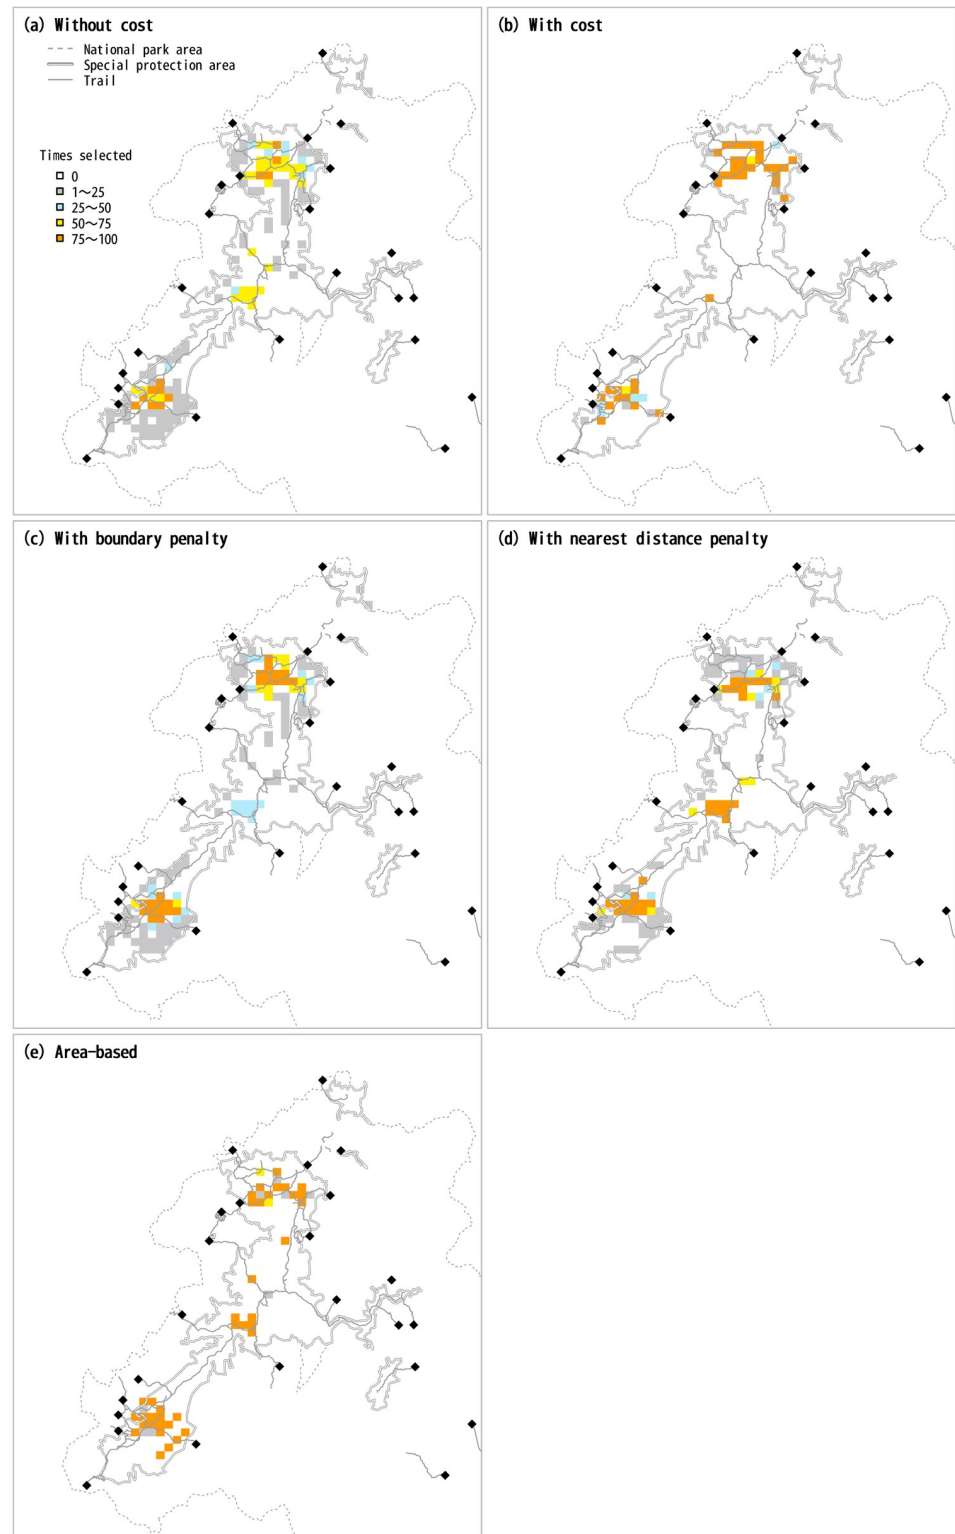 (a) Without cost
National park area
Special protection area
Trail
Times selected
0
1～25
25～50
50～75
75～100
(b) With cost
(c) With boundary penalty
(d) With nearest distance penalty
(e) Area-based